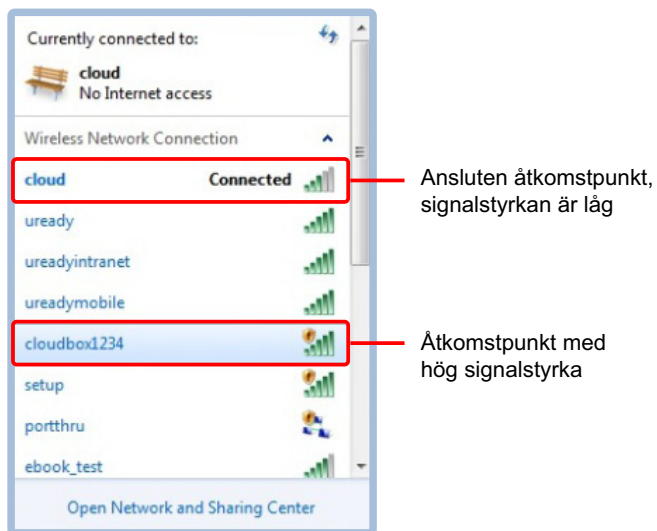 Currently connected to:
cloud
No Internet access
Wireless Network Connection
cloud Connected
Ansluten åtkomstpunkt,
signalstyrkan är låg
uready
ureadyintranet
ureadymobile
cloudbox1234
Åtkomstpunkt med
hög signalstyrka
setup
portthru
ebook_test
Open Network and Sharing Center